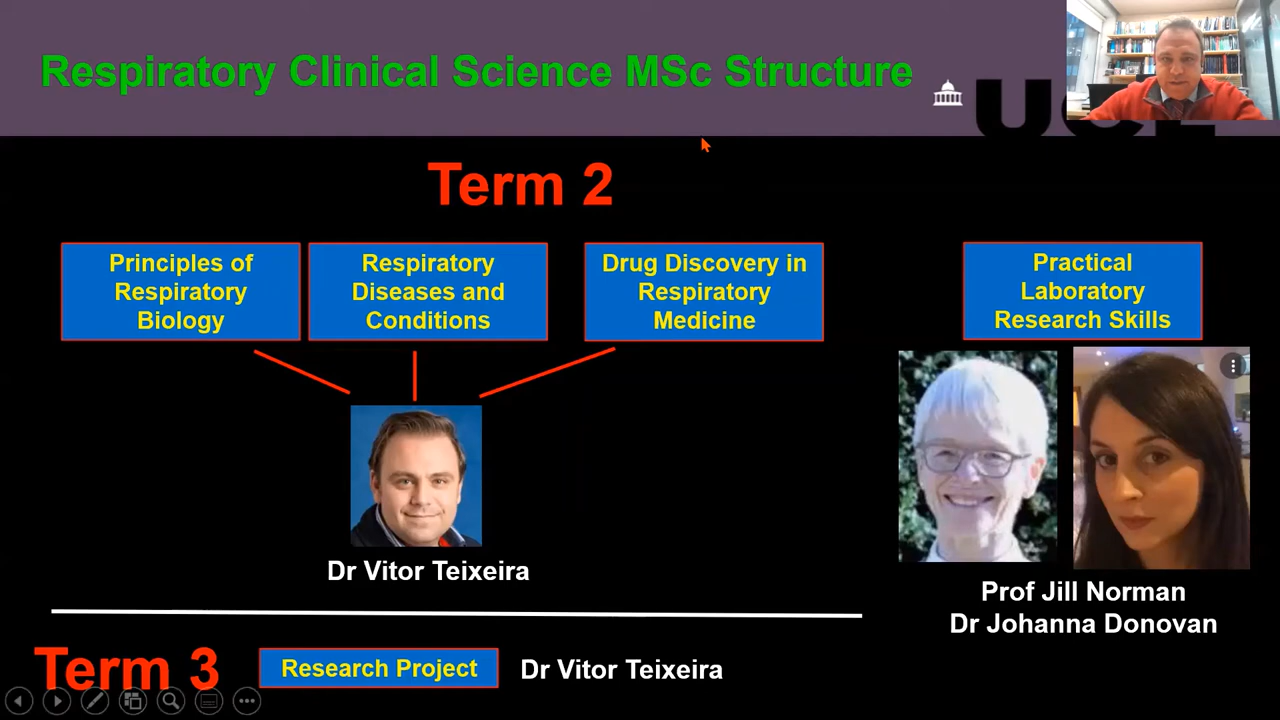 Respiratory Clinical Science MSc Structure
UCL
Term 2
Principles of
Respiratory
Biology
Respiratory
Diseases and
Conditions
Drug Discovery in
Respiratory
Medicine
Practical
Laboratory
Research Skills
Dr Vitor Teixeira
Prof Jill Norman
Dr Johanna Donovan
Term 3
Research Project
Dr Vitor Teixeira